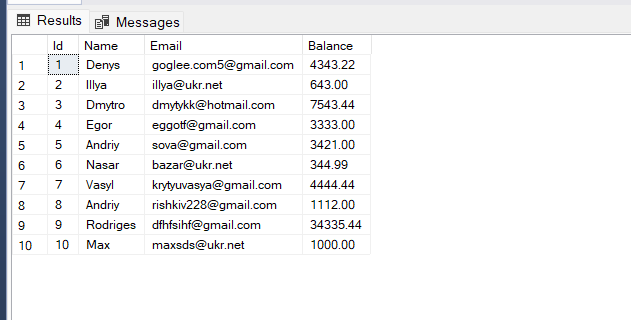 Results Messages
Id Name Email Balance
1 1 Denys goglee.com5@gmail.com 4343.22
2 2 Illya illya@ukr.net 643.00
3 3 Dmytro dmytykk@hotmail.com 7543.44
4 4 Egor eggotf@gmail.com 3333.00
5 5 Andriy sova@gmail.com 3421.00
6 6 Nasar bazar@ukr.net 344.99
7 7 Vasyl krytyuvasya@gmail.com 4444.44
8 8 Andriy rishkiv228@gmail.com 1112.00
9 9 Rodriges dfhfsihf@gmail.com 34335.44
10 10 Max maxsds@ukr.net 1000.00